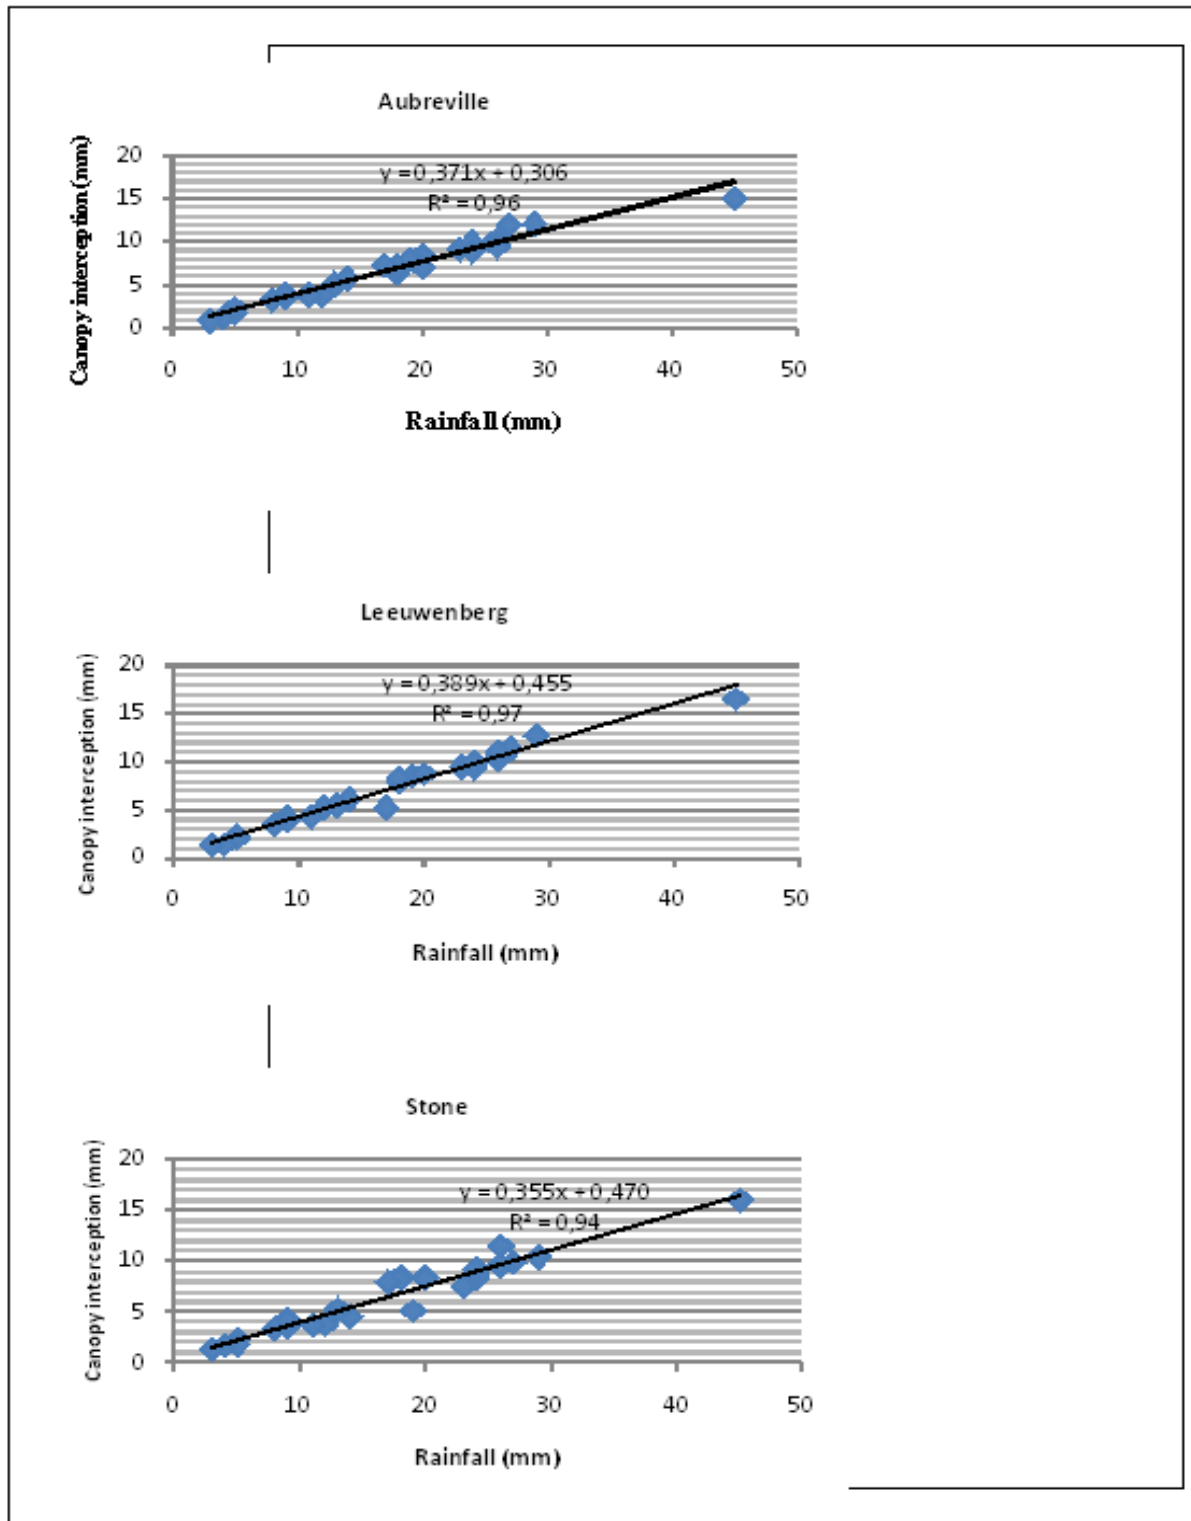 Aubreville
Canopy interception (mm)
20
15
10
5
0
y = 0,371x + 0,306
R² = 0,96
0 10 20 30 40 50
Rainfall (mm)
Leeuwenberg
Canopy interception (mm)
20
15
10
5
0
y = 0,389x + 0,455
R² = 0,97
0 10 20 30 40 50
Rainfall (mm)
Stone
Canopy interception (mm)
20
15
10
5
0
y = 0,355x + 0,470
R² = 0,94
0 10 20 30 40 50
Rainfall (mm)